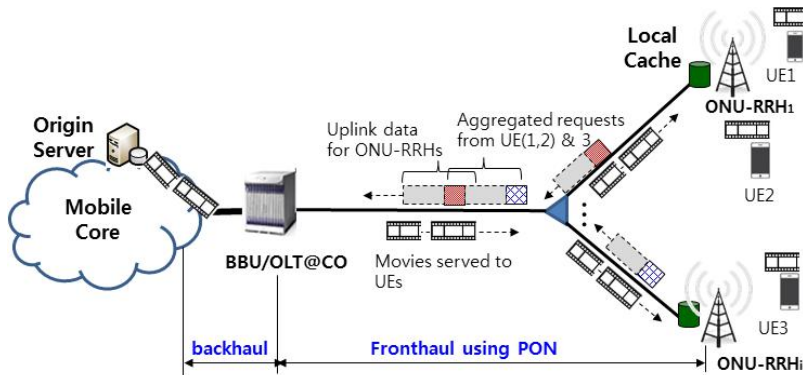 Local
Cache
UE1
ONU-RRH1
Origin
Server
Uplink data
for ONU-RRHs
Aggregated requests
from UE(1,2) & 3
UE2
Mobile
Core
BBU/OLT@CO
Movies served to
UEs
UE3
ONU-RRHi
backhaul
Fronthaul using PON